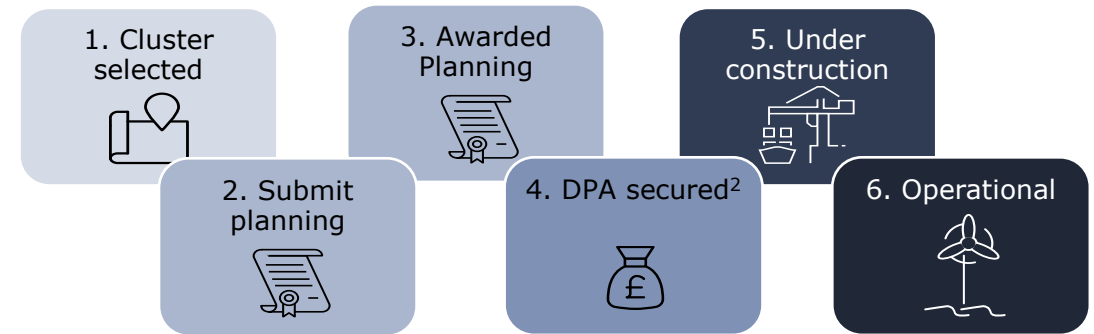 1. Cluster
selected
2. Submit
planning
3. Awarded
Planning
4. DPA secured²
£
5. Under
construction
6. Operational